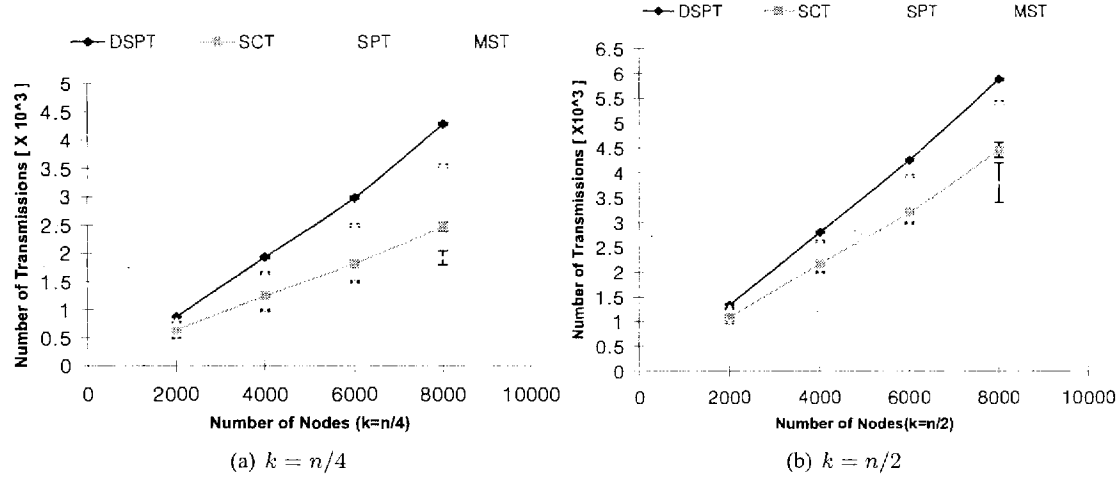 DSPT SCT SPT MST
Number of Transmissions [ X 10^3 ]
5
4.5
4
3.5
3
2.5
2
1.5
1
0.5
0
0 2000 4000 6000 8000 10000
Number of Nodes (k=n/4)
(a) k = n/4
DSPT SCT SPT MST
Number of Transmissions [X10^3]
6.5
6
5.5
5
4.5
4
3.5
3
2.5
2
1.5
1
0.5
0
0 2000 4000 6000 8000 10000
Number of Nodes(k=n/2)
(b) k = n/2